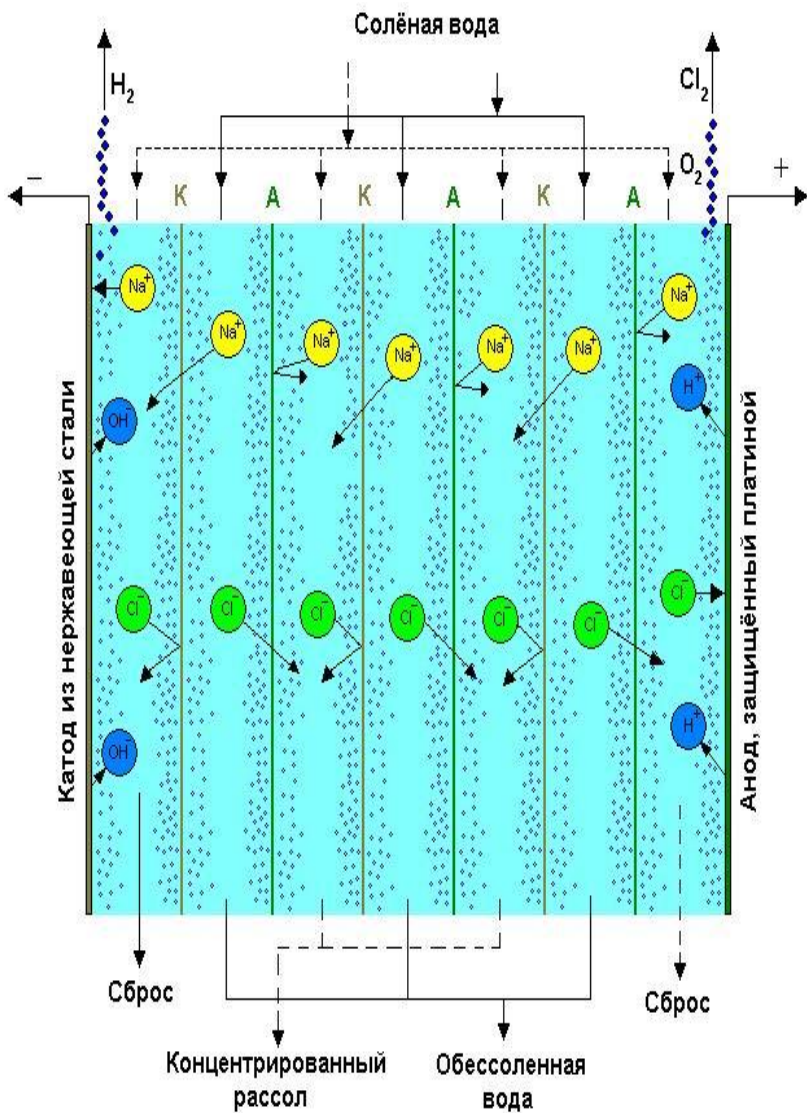 Солёная вода
H2
Cl2
O2
−
+
К
А
К
А
К
А
Na+
Na+
Na+
Na+
Na+
Na+
Na+
OH−
H+
Катод из нержавеющей стали
Анод, защищённый платиной
Cl−
Cl−
Cl−
Cl−
Cl−
Cl−
Cl−
OH−
H+
Сброс
Сброс
Концентрированный
рассол
Обессоленная
вода